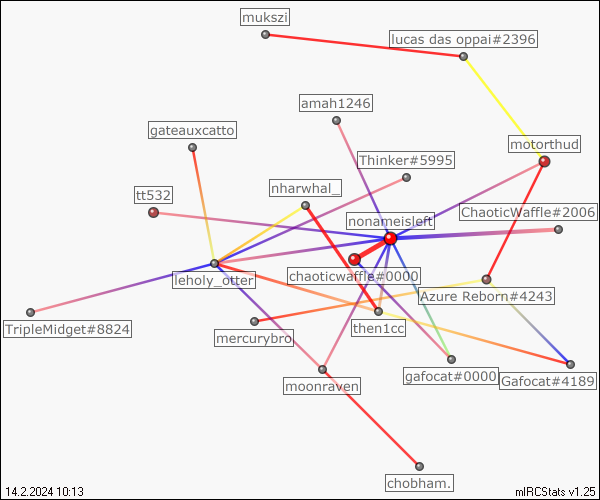 mukszi
lucas das oppai#2396
amah1246
gateauxcatto
motorthud
Thinker#5995
nharwhal_
tt532
ChaoticWaffle#2006
nonameisleft
leholy_otter
chaoticwaffle#0000
Azure Reborn#4243
TripleMidget#8824
mercurybro
then1cc
gafocat#0000
Gafocat#4189
moonraven
chobham.
14.2.2024 10:13
mIRCStats v1.25